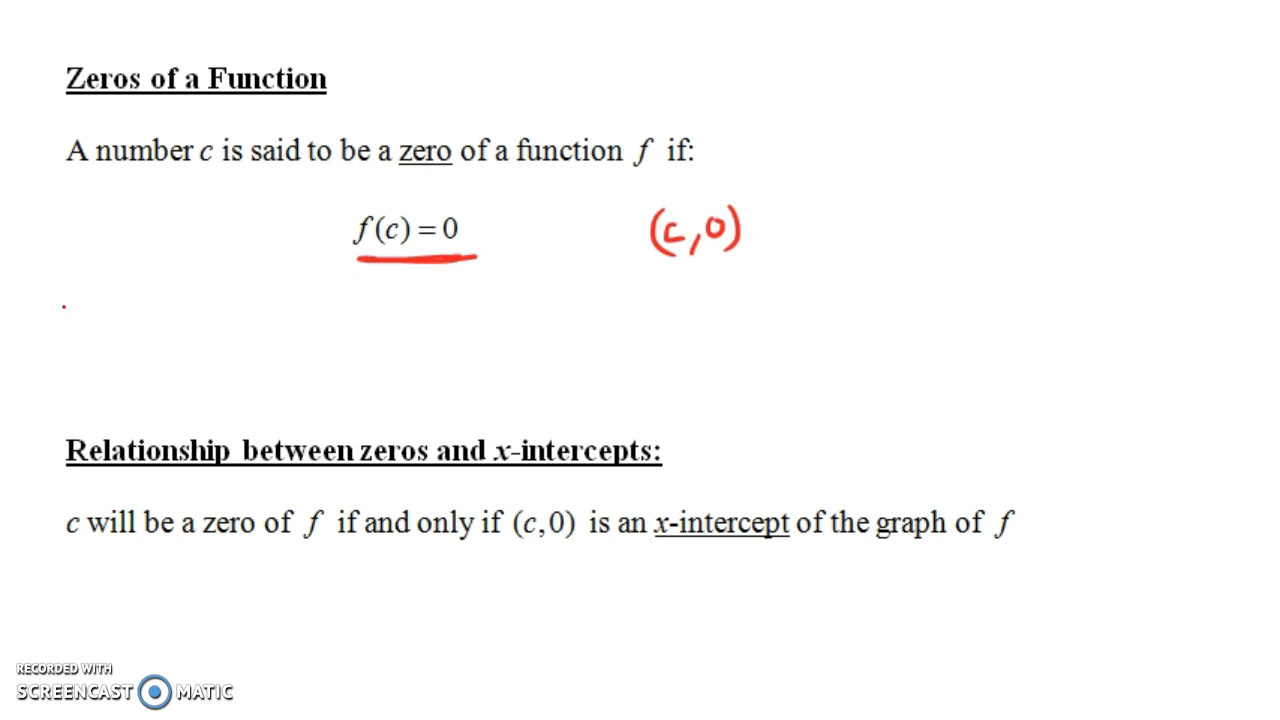 Zeros of a Function
A number c is said to be a zero of a function f if:
f(c) = 0 (c,0)
Relationship between zeros and x-intercepts:
c will be a zero of f if and only if (c,0) is an x-intercept of the graph of f
RECORDED WITH
SCREENCAST MATIC